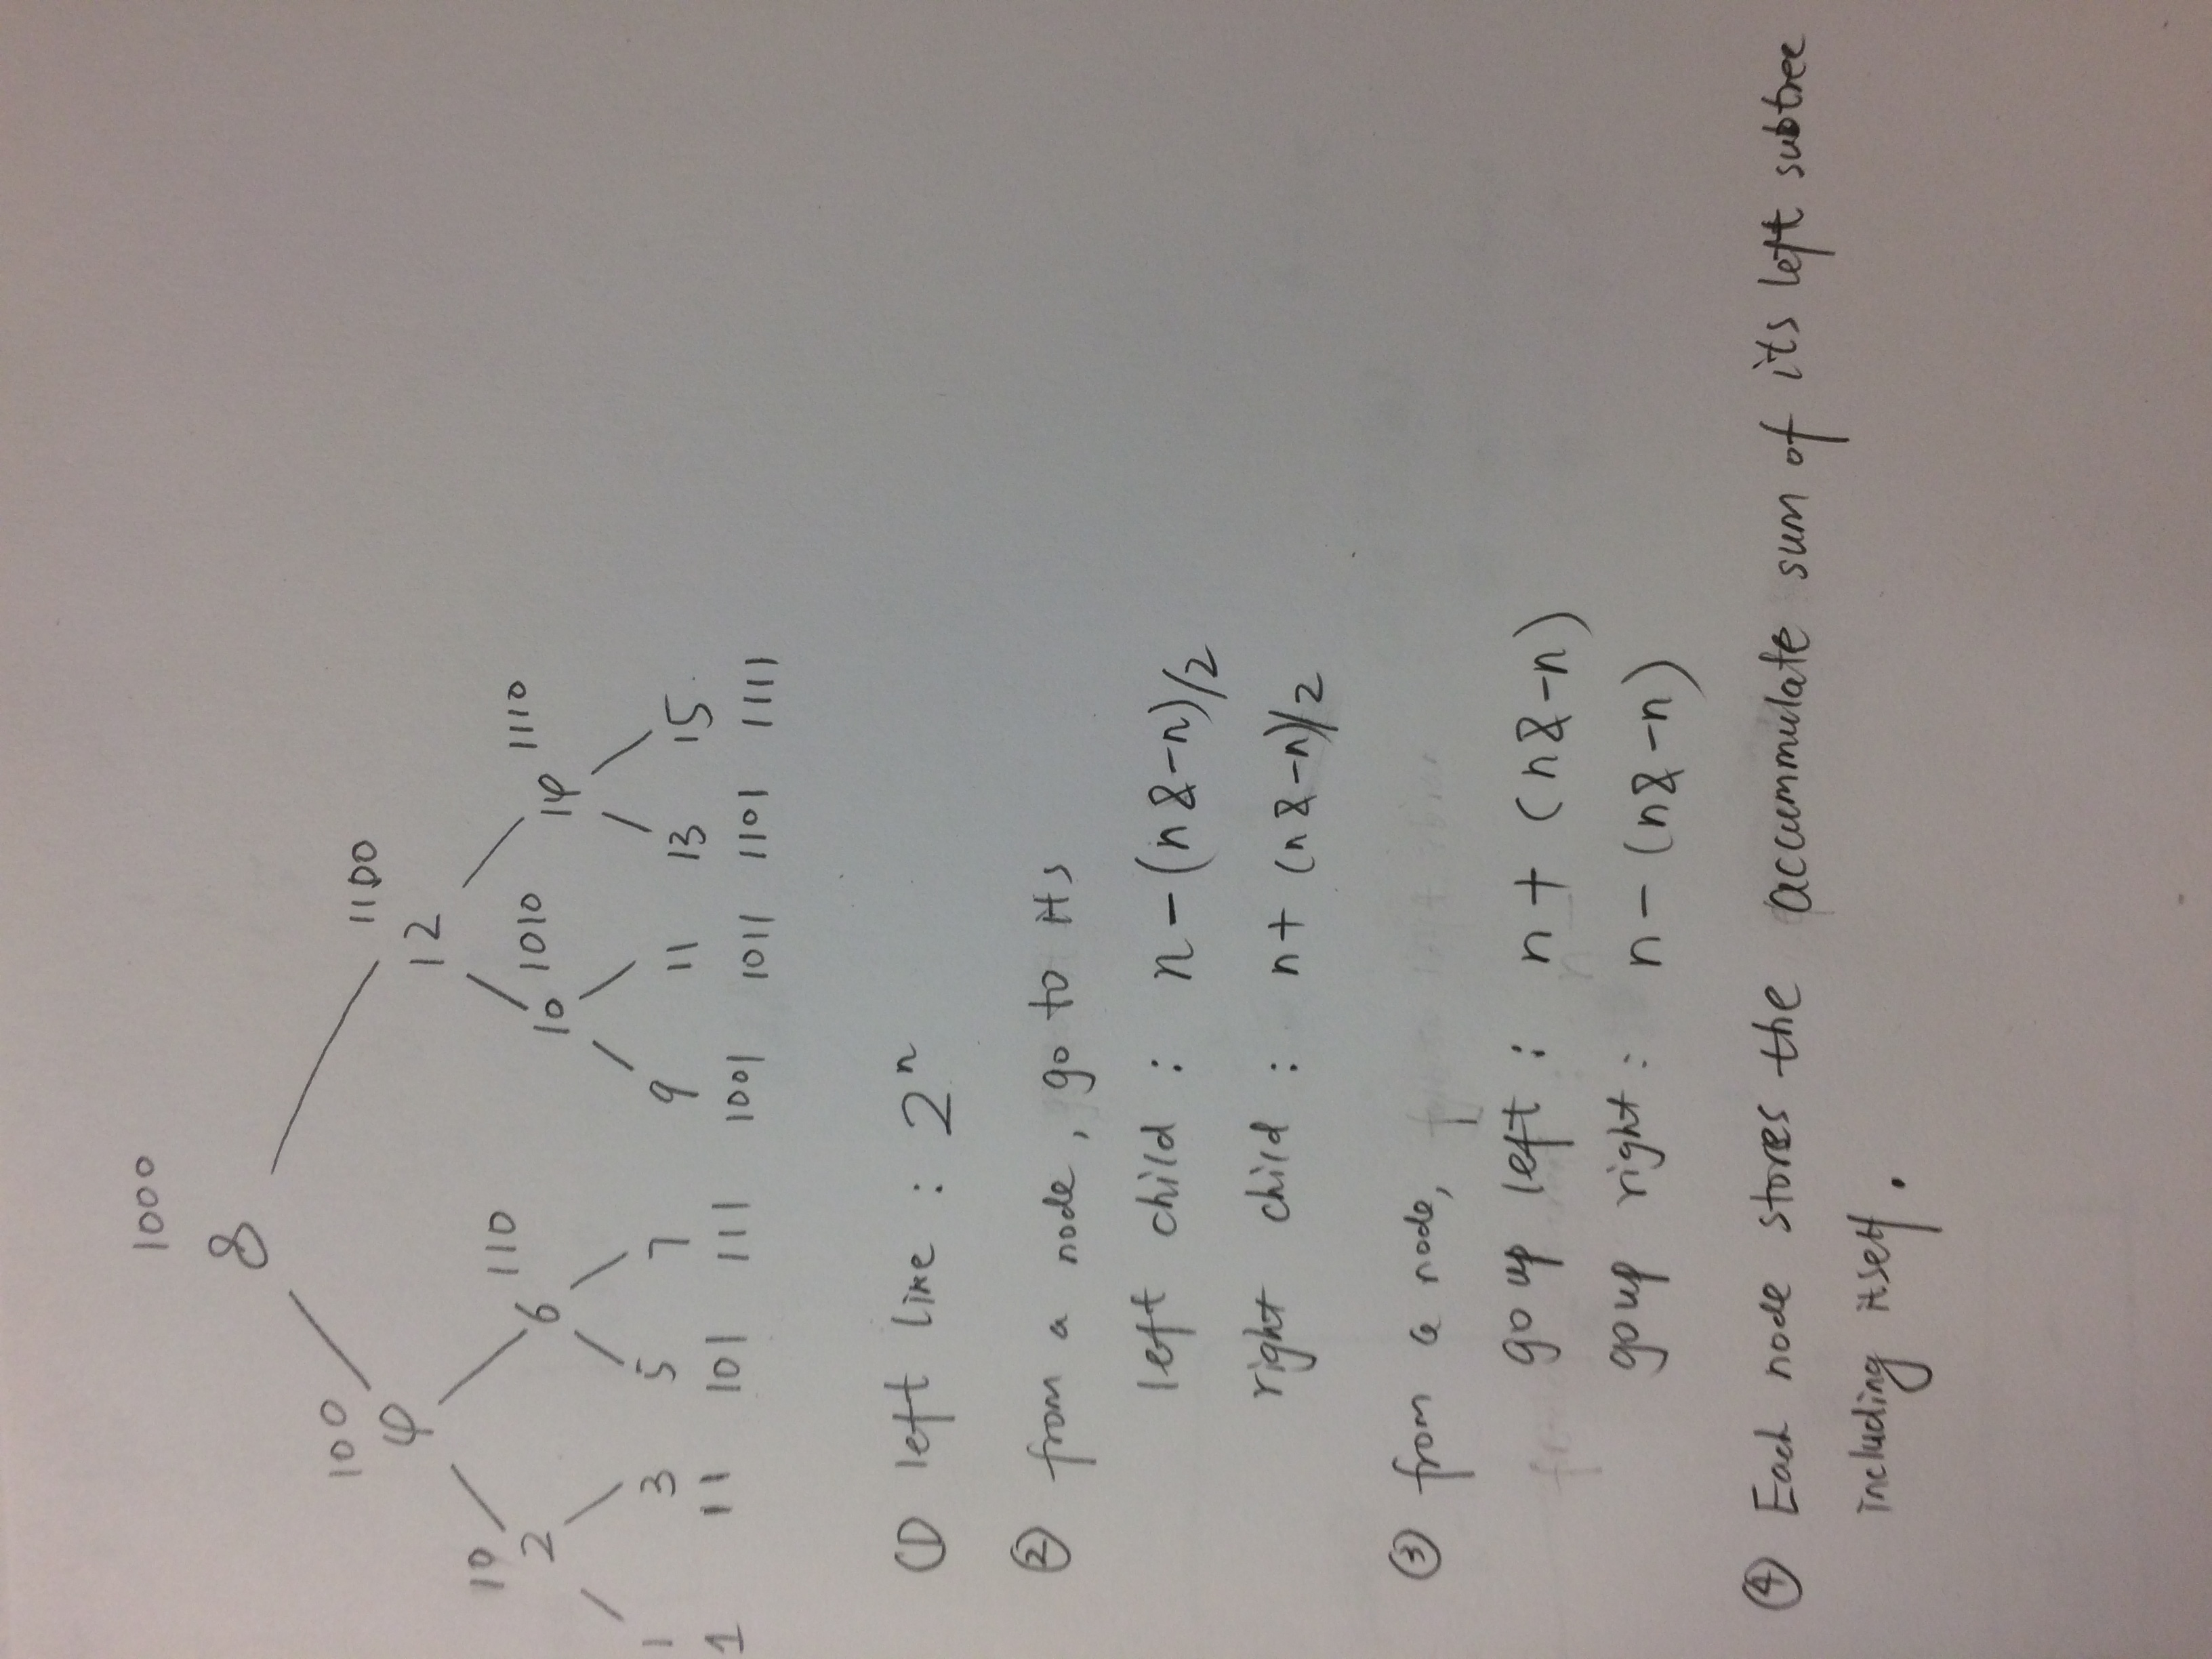 1000
8
100
4
1100
12
10
2
110
6
10 1010
14 1110
1 3 5 7 9 11 13 15
1 11 101 111 1001 1011 1101 1111
① left line : 2ⁿ
② from a node, go to its
left child : n-(n&-n)/2
right child : n+(n&-n)/2
③ from a node,
go up left : n + (n&-n)
go up right : n - (n&-n)
④ Each node stores the accummulate sum of its left subtree
including itself.